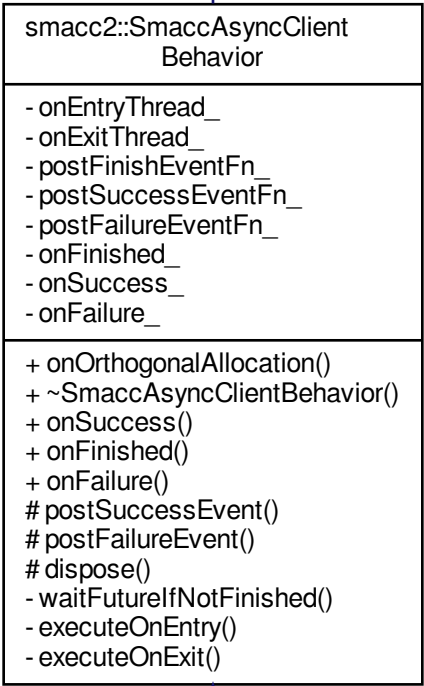 smacc2::SmaccAsyncClient
Behavior
- onEntryThread_
- onExitThread_
- postFinishEventFn_
- postSuccessEventFn_
- postFailureEventFn_
- onFinished_
- onSuccess_
- onFailure_
+ onOrthogonalAllocation()
+ ~SmaccAsyncClientBehavior()
+ onSuccess()
+ onFinished()
+ onFailure()
# postSuccessEvent()
# postFailureEvent()
# dispose()
- waitFutureIfNotFinished()
- executeOnEntry()
- executeOnExit()